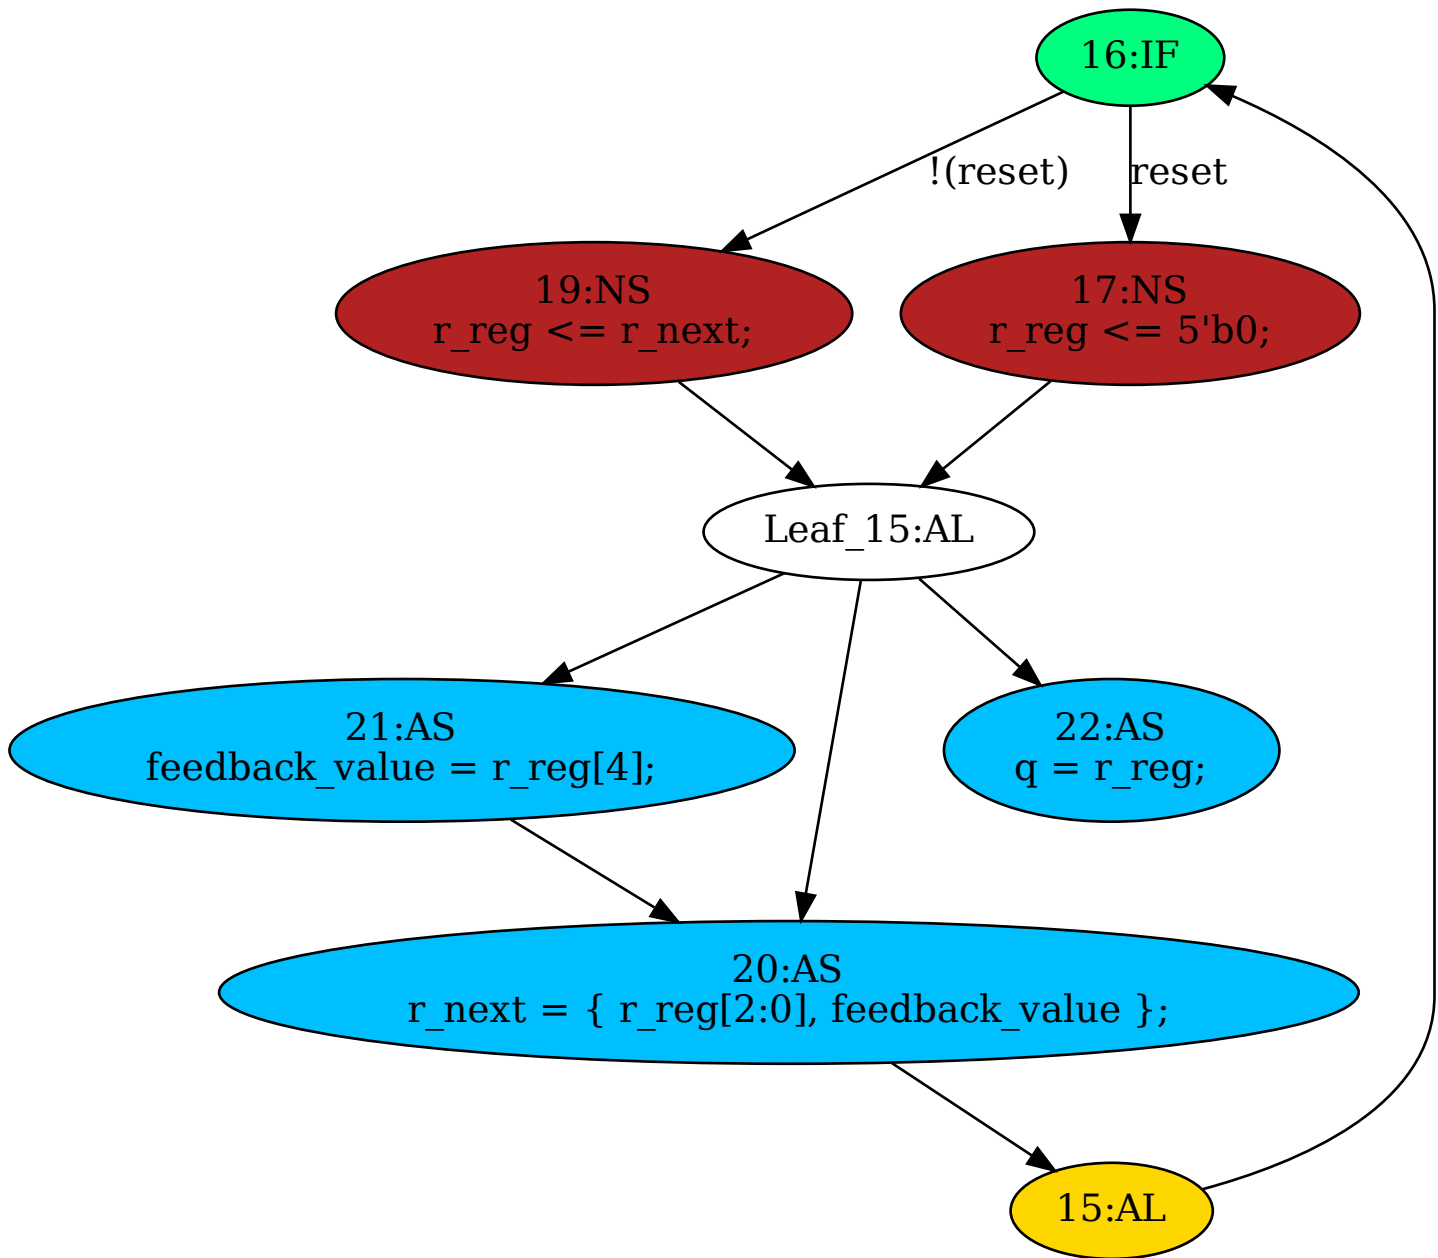 16:IF
!(reset)
reset
19:NS
r_reg <= r_next;
17:NS
r_reg <= 5'b0;
Leaf_15:AL
21:AS
feedback_value = r_reg[4];
22:AS
q = r_reg;
20:AS
r_next = { r_reg[2:0], feedback_value };
15:AL